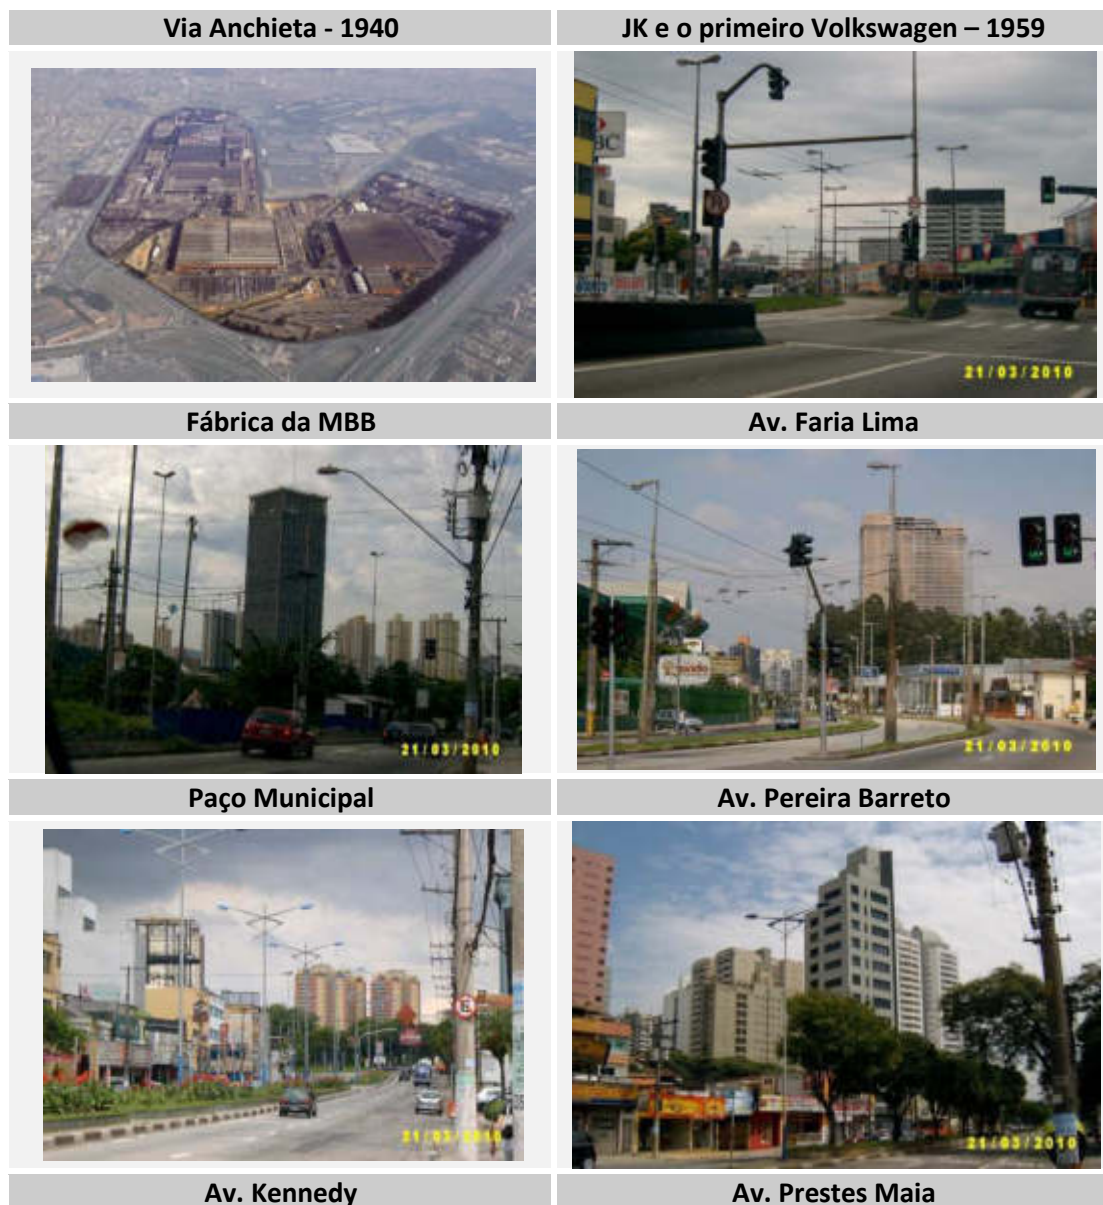 Via Anchieta - 1940
JK e o primeiro Volkswagen – 1959
21/03/2010
Fábrica da MBB
Av. Faria Lima
21/03/2010
21/03/2010
Paço Municipal
Av. Pereira Barreto
21/03/2010
21/03/2010
Av. Kennedy
Av. Prestes Maia